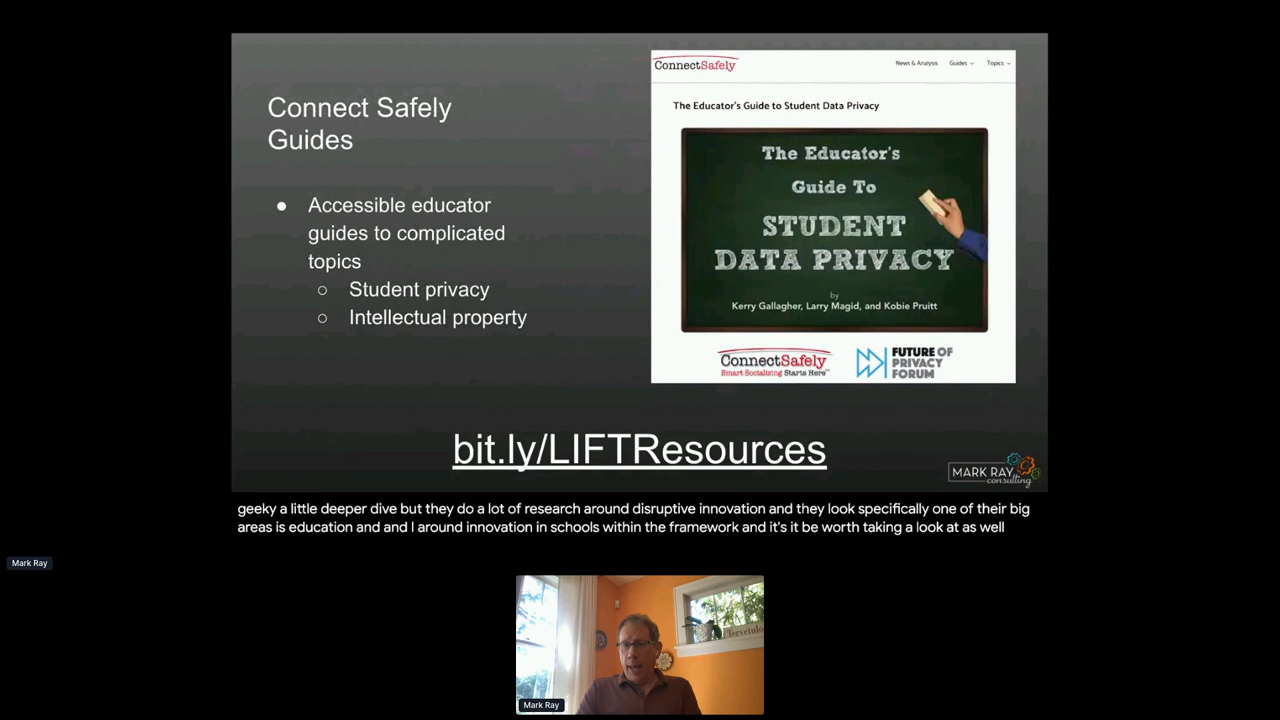 Connect Safely
Guides
● Accessible educator
guides to complicated
topics
○ Student privacy
○ Intellectual property
ConnectSafely
News & Analysis Guides Topics
The Educator's Guide to Student Data Privacy
The Educator's
Guide To
STUDENT
DATA PRIVACY
by
Kerry Gallagher, Larry Magid, and Kobie Pruitt
ConnectSafely
Smart Socializing Starts Here™
FUTURE OF
PRIVACY
FORUM
bit.ly/LIFTResources
MARK RAY
consulting
geeky a little deeper dive but they do a lot of research around disruptive innovation and they look specifically one of their big
areas is education and and I around innovation in schools within the framework and it's it be worth taking a look at as well
Mark Ray
Tervetuloa
Mark Ray